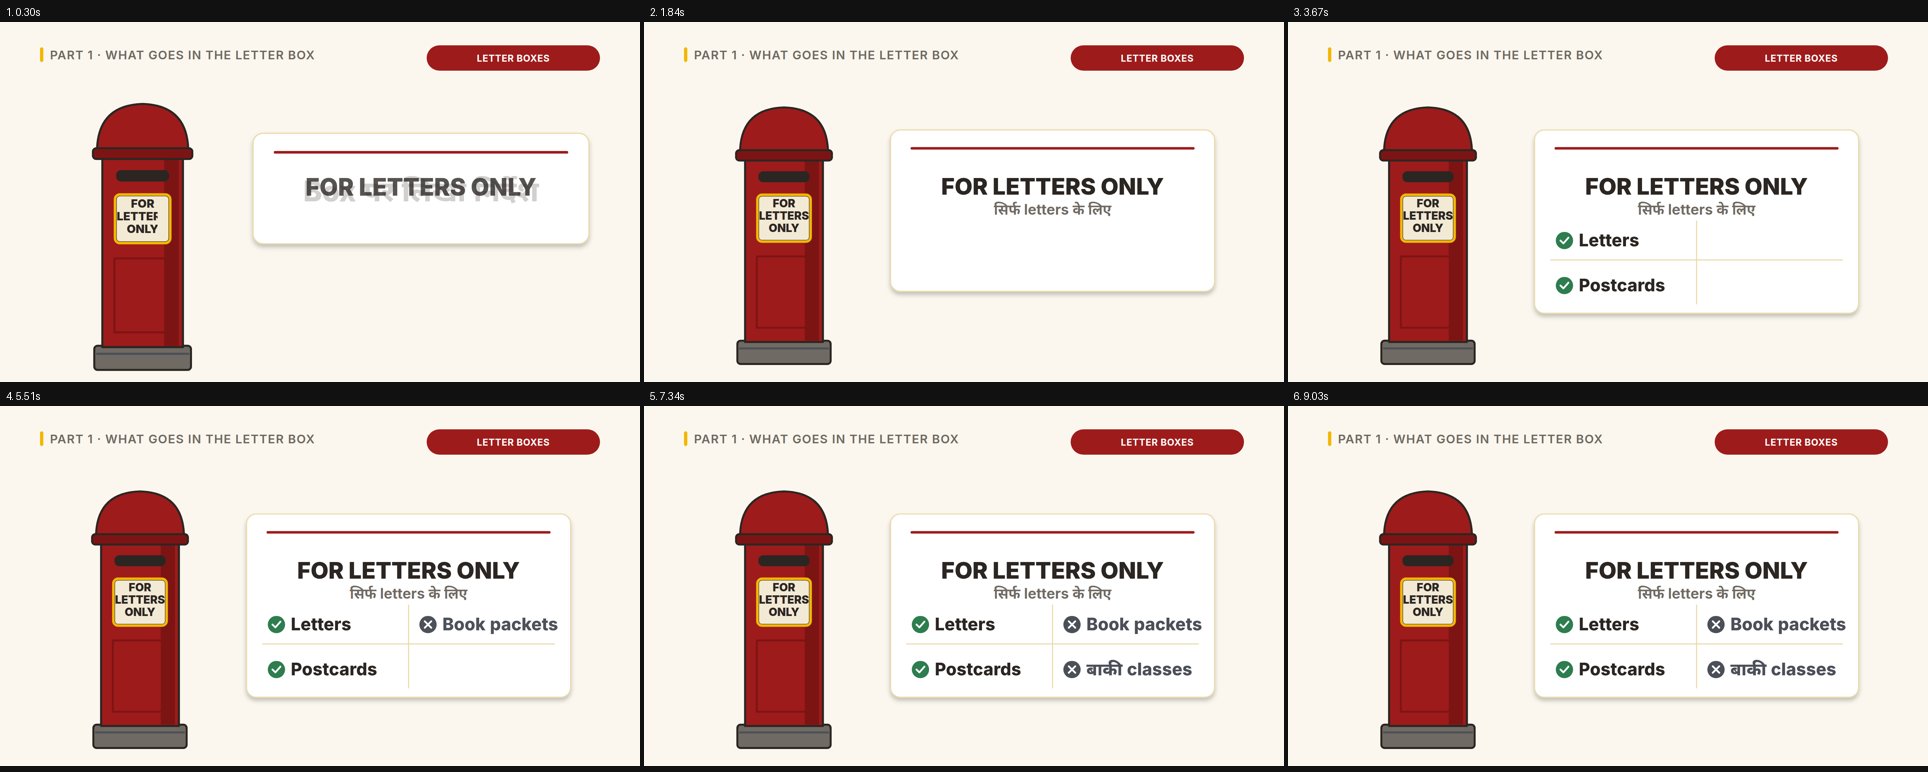 1. 0.30s
PART 1 · WHAT GOES IN THE LETTER BOX
LETTER BOXES
FOR
LETTER
ONLY
FOR LETTERS ONLY
2. 1.84s
PART 1 · WHAT GOES IN THE LETTER BOX
LETTER BOXES
FOR
LETTERS
ONLY
FOR LETTERS ONLY
सिर्फ letters के लिए
3. 3.67s
PART 1 · WHAT GOES IN THE LETTER BOX
LETTER BOXES
FOR
LETTERS
ONLY
FOR LETTERS ONLY
सिर्फ letters के लिए
Letters
Postcards
4. 5.51s
PART 1 · WHAT GOES IN THE LETTER BOX
LETTER BOXES
FOR
LETTERS
ONLY
FOR LETTERS ONLY
सिर्फ letters के लिए
Letters Book packets
Postcards
5. 7.34s
PART 1 · WHAT GOES IN THE LETTER BOX
LETTER BOXES
FOR
LETTERS
ONLY
FOR LETTERS ONLY
सिर्फ letters के लिए
Letters Book packets
Postcards बाकी classes
6. 9.03s
PART 1 · WHAT GOES IN THE LETTER BOX
LETTER BOXES
FOR
LETTERS
ONLY
FOR LETTERS ONLY
सिर्फ letters के लिए
Letters Book packets
Postcards बाकी classes